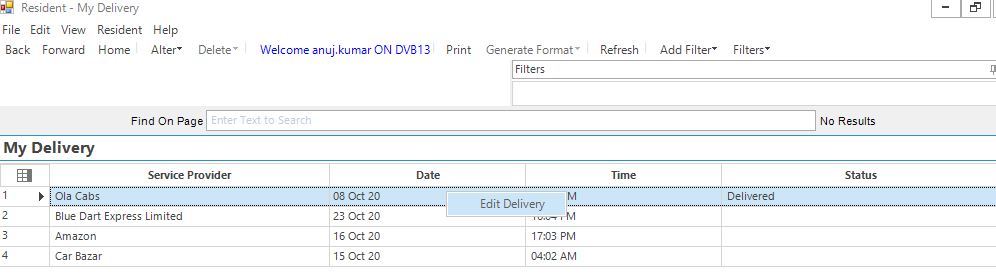 Resident - My Delivery
File Edit View Resident Help
Back Forward Home Alter Delete Welcome anuj.kumar ON DVB13 Print Generate Format Refresh Add Filter Filters
Filters
Find On Page Enter Text to Search No Results
My Delivery
Service Provider Date Time Status
1 Ola Cabs 08 Oct 20 M Delivered
Edit Delivery
2 Blue Dart Express Limited 23 Oct 20 PM
3 Amazon 16 Oct 20 17:03 PM
4 Car Bazar 15 Oct 20 04:02 AM